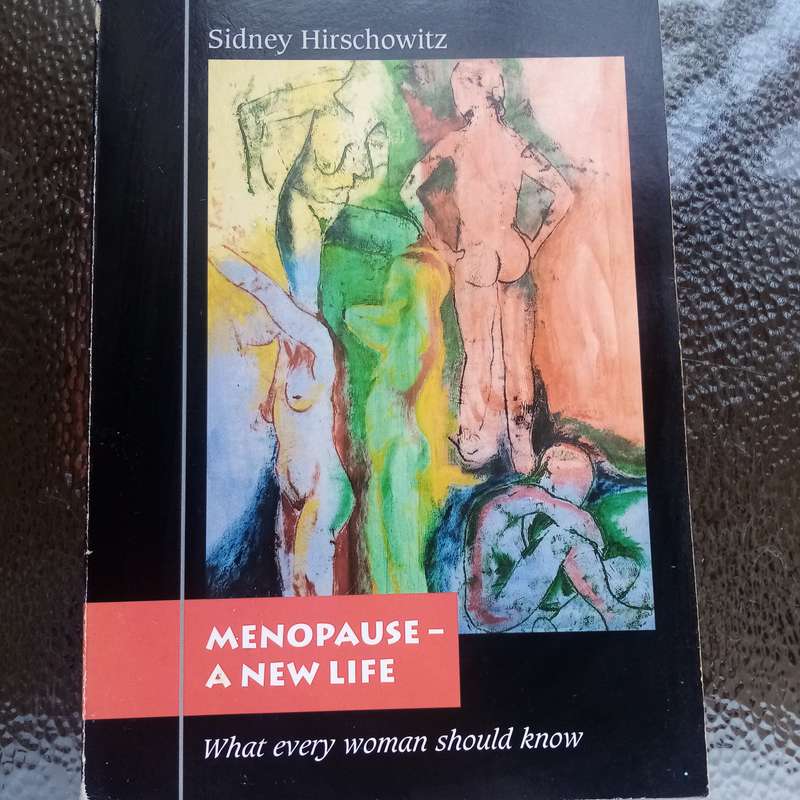 Sidney Hirschowitz
MENOPAUSE –
A NEW LIFE
What every woman should know